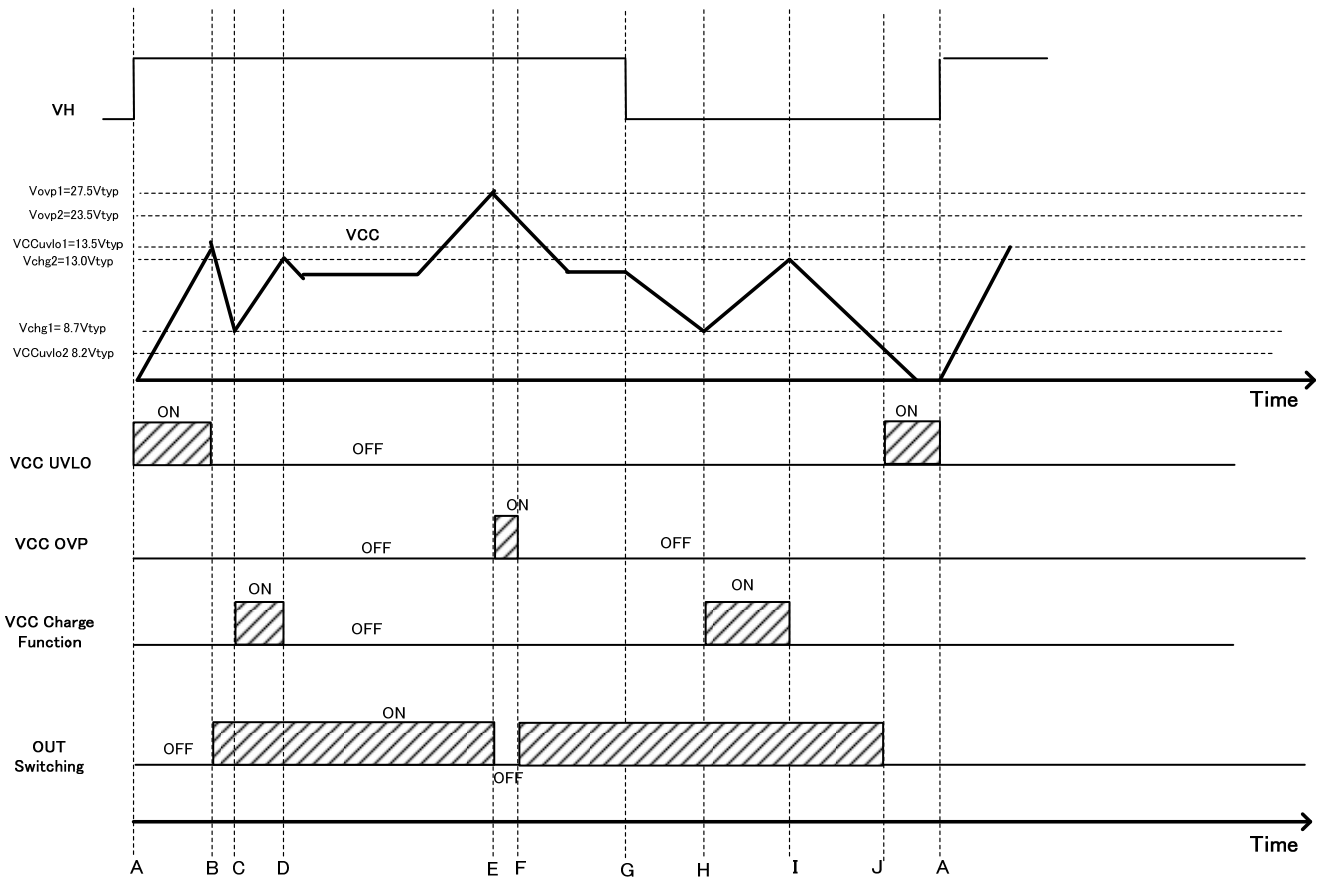 VH
Vovp1=27.5Vtyp
Vovp2=23.5Vtyp
VCCuvlo1=13.5Vtyp
VCC
Vchg2=13.0Vtyp
Vchg1= 8.7Vtyp
VCCuvlo2 8.2Vtyp
Time
ON
ON
OFF
VCC UVLO
ON
VCC OVP
OFF
OFF
ON
ON
VCC Charge
Function
OFF
ON
OUT
Switching
OFF
OFF
Time
A B C D E F G H I J A